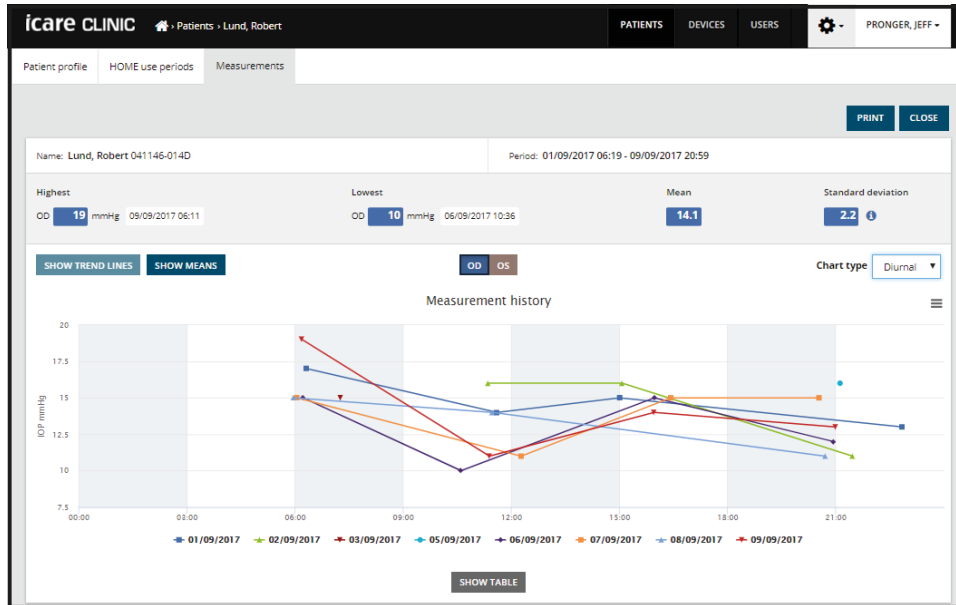 icare CLINIC › Patients › Lund, Robert PATIENTS DEVICES USERS PRONGER, JEFF
Patient profile HOME use periods Measurements
PRINT CLOSE
Name: Lund, Robert 041146-014D Period: 01/09/2017 06:19 - 09/09/2017 20:59
Highest Lowest Mean Standard deviation
OD 19 mmHg 09/09/2017 06:11 OD 10 mmHg 06/09/2017 10:36 14.1 2.2
SHOW TREND LINES SHOW MEANS OD OS Chart type Diurnal
Measurement history
20
17.5
15
12.5
10
7.5
IOP mmHg
00:00 03:00 06:00 09:00 12:00 15:00 18:00 21:00
01/09/2017 02/09/2017 03/09/2017 05/09/2017 06/09/2017 07/09/2017 08/09/2017 09/09/2017
SHOW TABLE